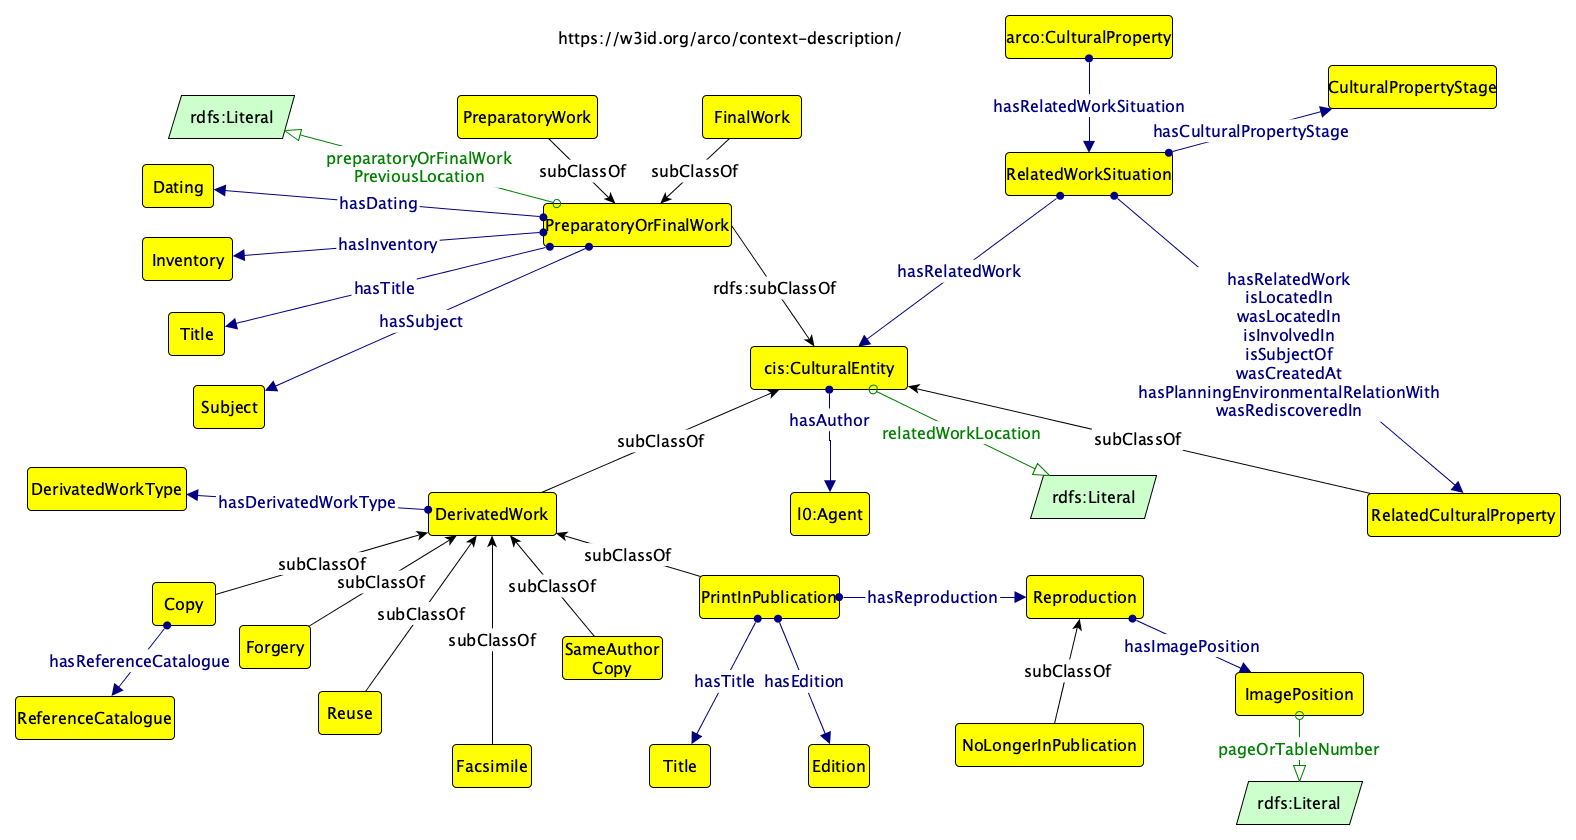 https://w3id.org/arco/context-description/
arco:CulturalProperty
CulturalPropertyStage
hasRelatedWorkSituation
hasCulturalPropertyStage
rdfs:Literal
PreparatoryWork
FinalWork
preparatoryOrFinalWork
PreviousLocation
subClassOf
subClassOf
RelatedWorkSituation
Dating
hasDating
PreparatoryOrFinalWork
Inventory
hasInventory
hasTitle
rdfs:subClassOf
hasRelatedWork
hasRelatedWork
isLocatedIn
wasLocatedIn
isInvolvedIn
isSubjectOf
wasCreatedAt
hasPlanningEnvironmentalRelationWith
wasRediscoveredIn
Title
hasSubject
Subject
cis:CulturalEntity
hasAuthor
relatedWorkLocation
subClassOf
subClassOf
DerivatedWorkType
hasDerivatedWorkType
DerivatedWork
l0:Agent
rdfs:Literal
RelatedCulturalProperty
subClassOf
subClassOf
subClassOf
subClassOf
subClassOf
subClassOf
Copy
Forgery
SameAuthor
Copy
PrintInPublication
hasReproduction
Reproduction
hasReferenceCatalogue
hasImagePosition
ReferenceCatalogue
Reuse
Facsimile
hasTitle
hasEdition
subClassOf
ImagePosition
Title
Edition
NoLongerInPublication
pageOrTableNumber
rdfs:Literal